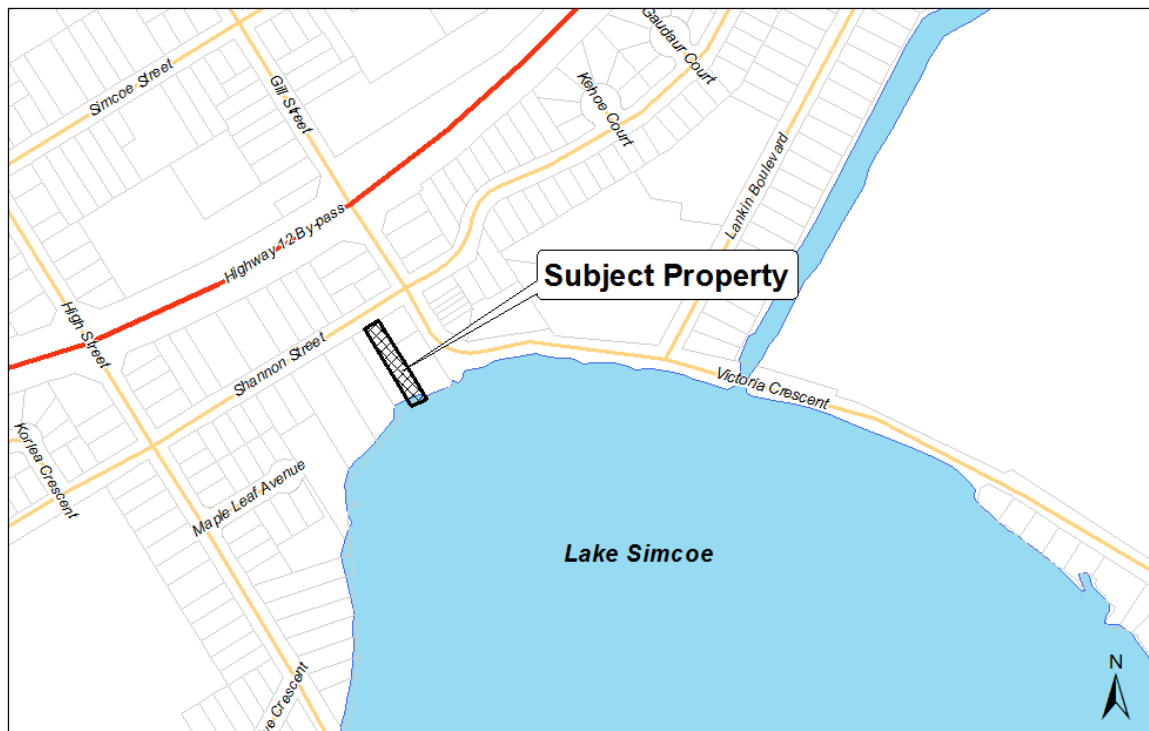 Gaudaur Court
Simcoe Street
Gill Street
Kehoe Court
Lankin Boulevard
Highway 12 By-pass
Subject Property
High Street
Shannon Street
Victoria Crescent
Korlea Crescent
Maple Leaf Avenue
Lake Simcoe
Crescent
N